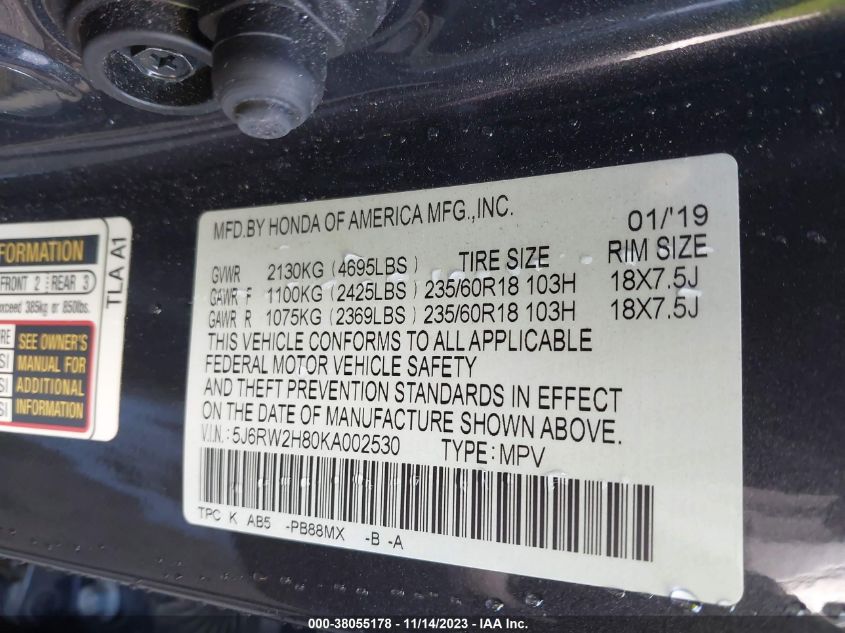 MFD.BY HONDA OF AMERICA MFG.,INC. 01/'19
GVWR 2130KG (4695LBS) TIRE SIZE RIM SIZE
GAWR F 1100KG (2425LBS) 235/60R18 103H 18X7.5J
GAWR R 1075KG (2369LBS) 235/60R18 103H 18X7.5J
THIS VEHICLE CONFORMS TO ALL APPLICABLE
FEDERAL MOTOR VEHICLE SAFETY
AND THEFT PREVENTION STANDARDS IN EFFECT
ON THE DATE OF MANUFACTURE SHOWN ABOVE.
V.I.N.: 5J6RW2H80KA002530 TYPE: MPV
TPC K AB5 -PB88MX -B -A
FRONT 2 REAR 3
exceed 385kg or 850lbs.
SEE OWNER'S
MANUAL FOR
ADDITIONAL
INFORMATION
TLA A1
000-38055178 - 11/14/2023 - IAA Inc.